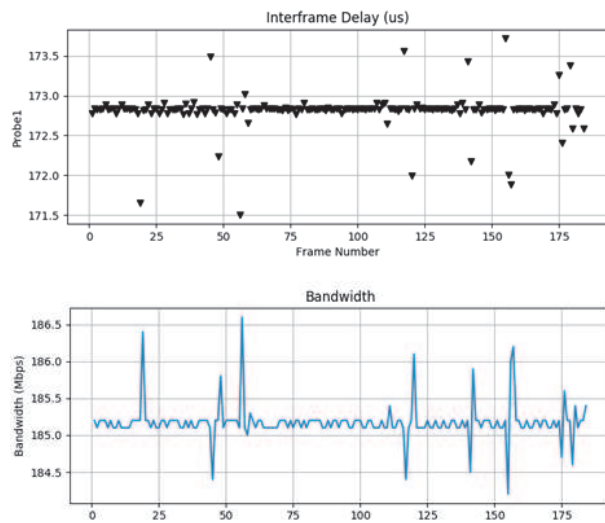 Interframe Delay (us)
173.5
173.0
172.5
172.0
171.5
Probe1
0 25 50 75 100 125 150 175
Frame Number
Bandwidth
186.5
186.0
185.5
185.0
184.5
Bandwidth (Mbps)
0 25 50 75 100 125 150 175